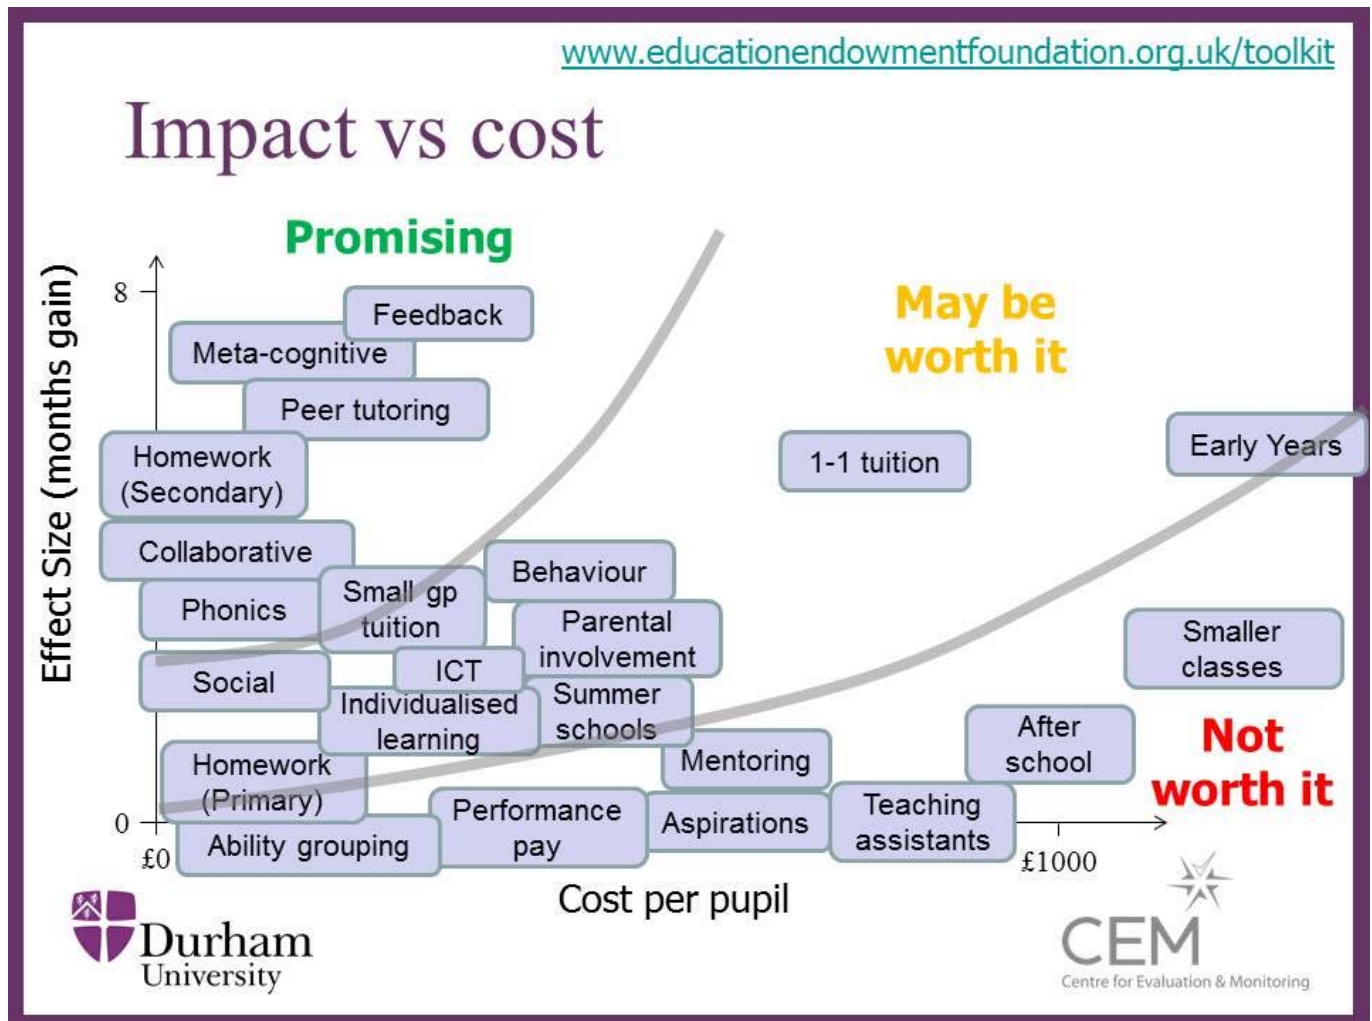 www.educationendowmentfoundation.org.uk/toolkit
Impact vs cost
Promising
May be
worth it
Not
worth it
Effect Size (months gain)
8
0
Feedback
Meta-cognitive
Peer tutoring
Homework
(Secondary)
1-1 tuition
Early Years
Collaborative
Behaviour
Phonics
Small gp
tuition
Parental
involvement
Smaller
classes
Social
ICT
Individualised
learning
Summer
schools
After
school
Homework
(Primary)
Mentoring
Ability grouping
Performance
pay
Aspirations
Teaching
assistants
£0
£1000
Cost per pupil
Durham
University
CEM
Centre for Evaluation & Monitoring